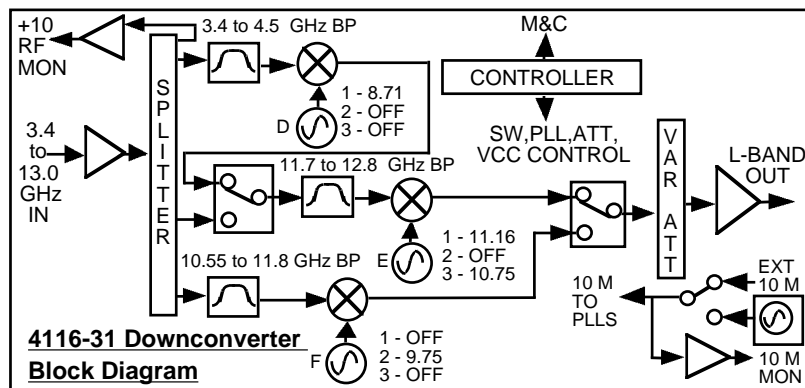 +10
RF
MON
3.4 to 4.5 GHz BP
M&C
CONTROLLER
SPLITTER
D
1 - 8.71
2 - OFF
3 - OFF
SW,PLL,ATT,
VCC CONTROL
3.4
to
13.0
GHz
IN
11.7 to 12.8 GHz BP
VAR ATT
L-BAND
OUT
E
1 - 11.16
2 - OFF
3 - 10.75
10.55 to 11.8 GHz BP
10 M
TO
PLLS
EXT
10 M
F
1 - OFF
2 - 9.75
3 - OFF
10 M
MON
4116-31 Downconverter
Block Diagram